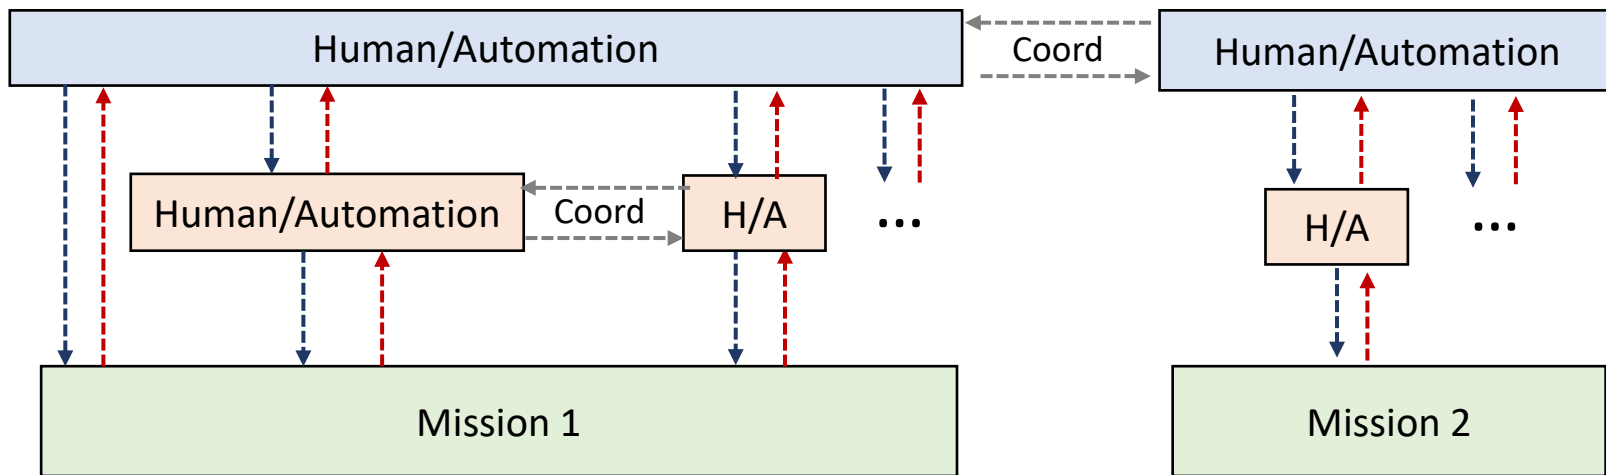 Human/Automation
Coord
Human/Automation
Human/Automation
Coord
H/A
...
H/A
...
Mission 1
Mission 2